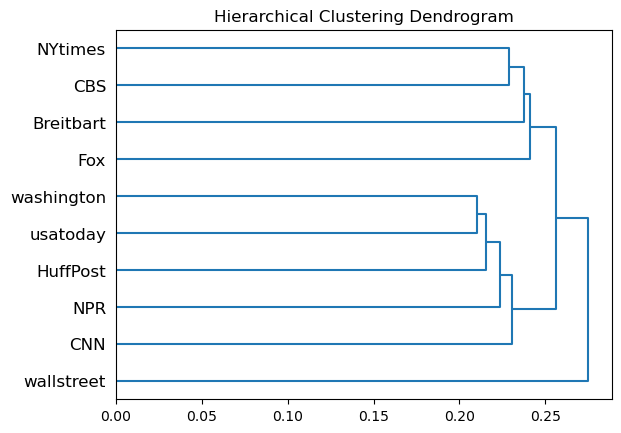 Hierarchical Clustering Dendrogram
NYtimes
CBS
Breitbart
Fox
washington
usatoday
HuffPost
NPR
CNN
wallstreet
0.00 0.05 0.10 0.15 0.20 0.25